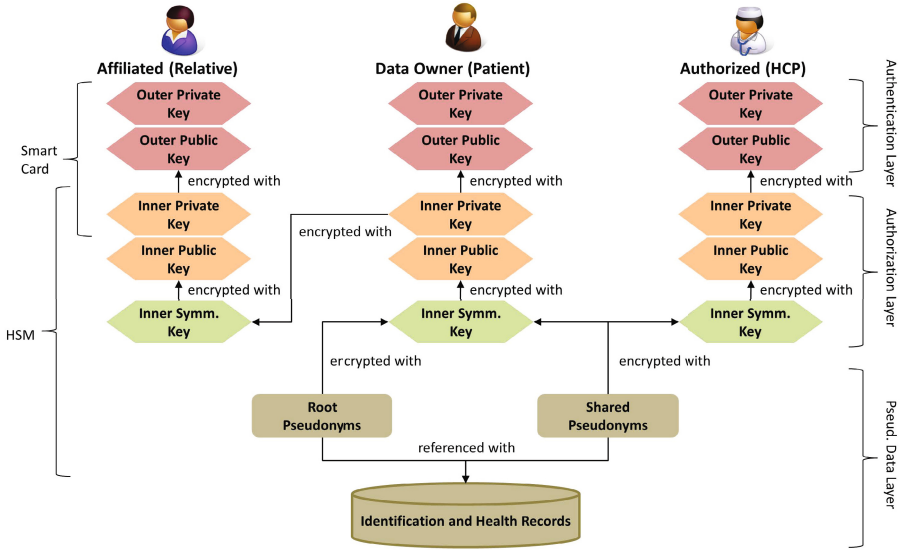 Affiliated (Relative)
Data Owner (Patient)
Authorized (HCP)
Outer Private
Key
Outer Private
Key
Outer Private
Key
Outer Public
Key
Outer Public
Key
Outer Public
Key
Smart
Card
Authentication Layer
encrypted with
encrypted with
encrypted with
Inner Private
Key
encrypted with
Inner Private
Key
Inner Private
Key
Inner Public
Key
Inner Public
Key
Inner Public
Key
Authorization Layer
encrypted with
encrypted with
encrypted with
Inner Symm.
Key
Inner Symm.
Key
Inner Symm.
Key
HSM
encrypted with
encrypted with
Root
Pseudonyms
Shared
Pseudonyms
referenced with
Pseud. Data Layer
Identification and Health Records